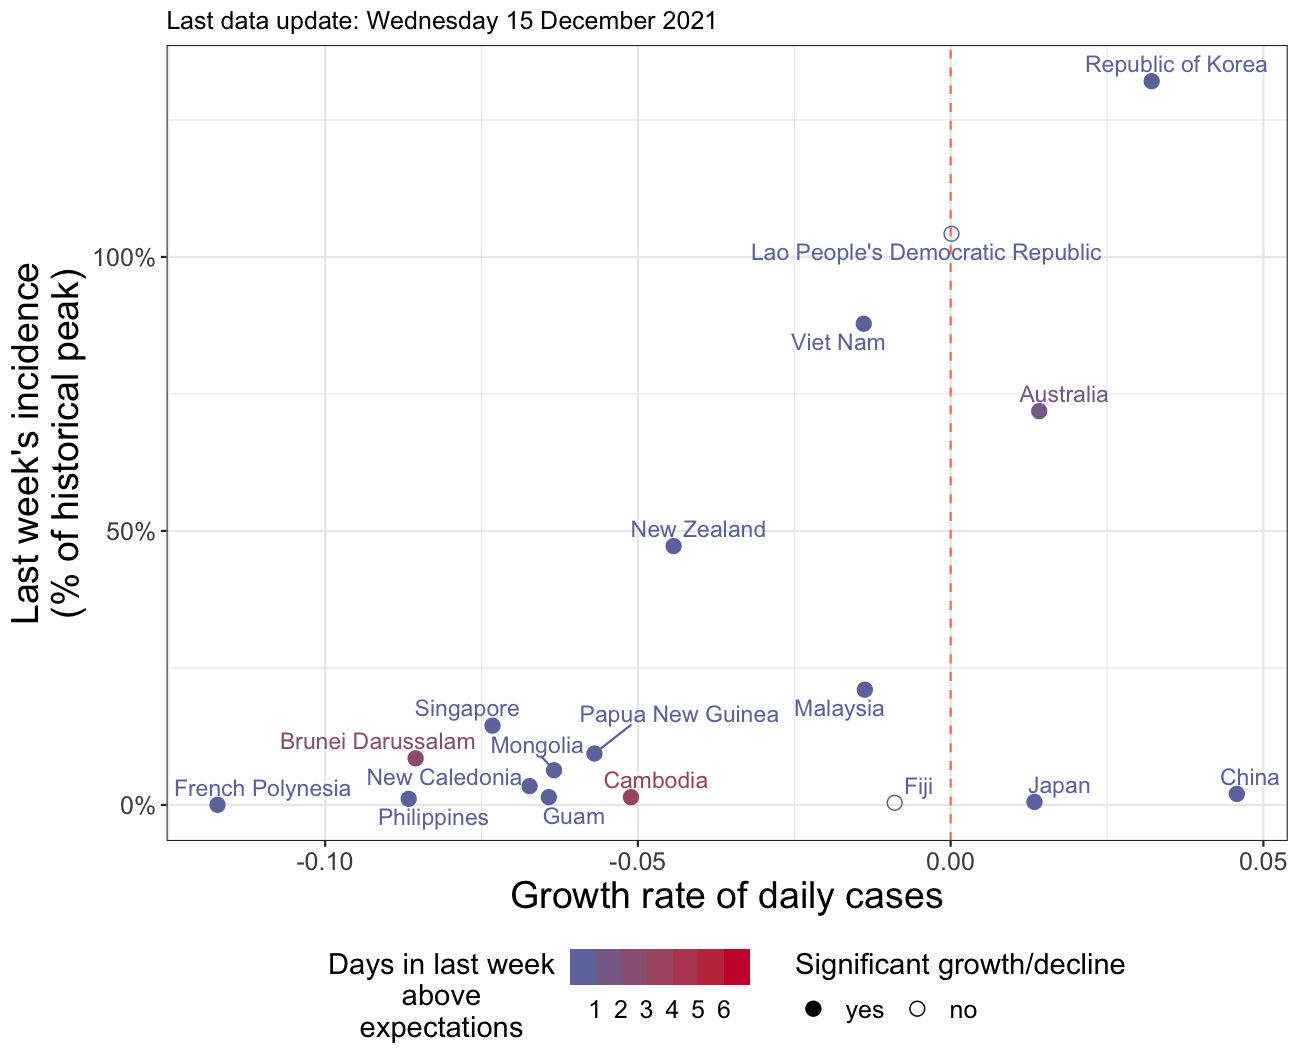 Last data update: Wednesday 15 December 2021
Republic of Korea
Lao People's Democratic Republic
Viet Nam
Australia
New Zealand
Malaysia
Singapore
Papua New Guinea
Brunei Darussalam
Mongolia
New Caledonia
Cambodia
French Polynesia
Philippines
Guam
Fiji
Japan
China
100%
50%
0%
Last week's incidence
(% of historical peak)
-0.10 -0.05 0.00 0.05
Growth rate of daily cases
Days in last week
above
expectations
1 2 3 4 5 6
Significant growth/decline
yes no